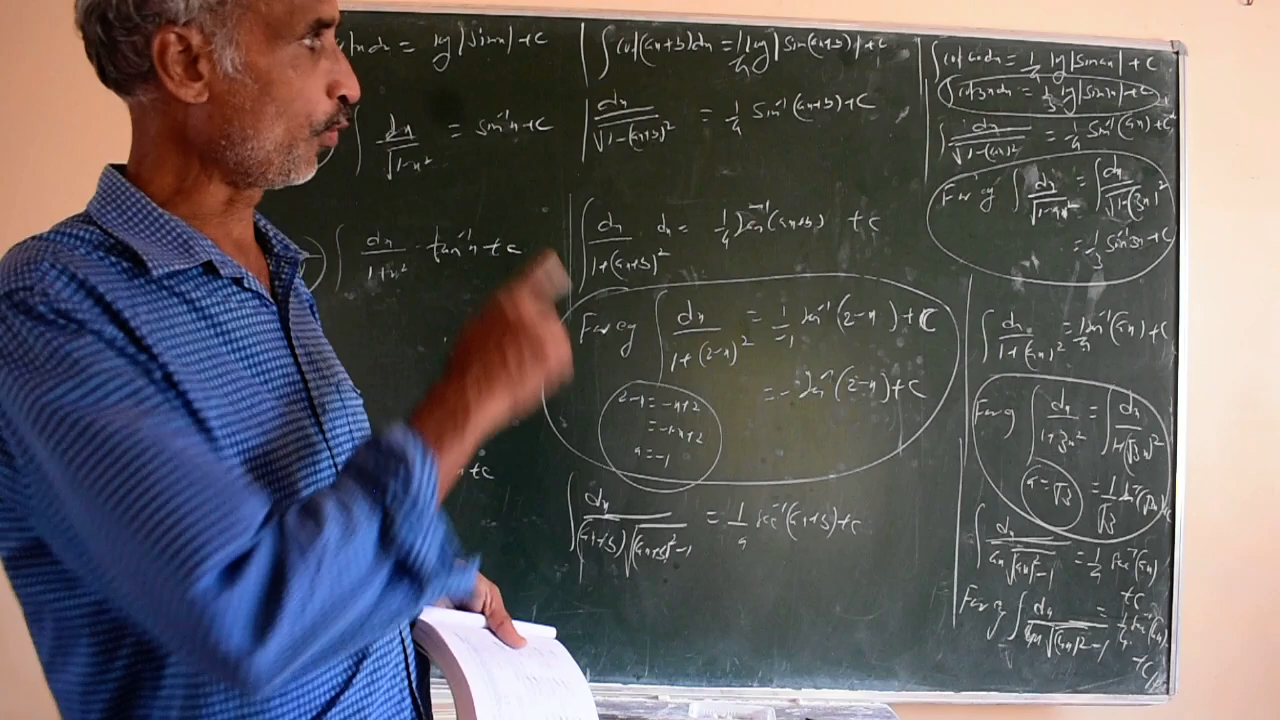 ∫ cot x dx = log |sin x| + c
∫ dx / √(1-x²) = sin⁻¹x + c
∫ dx / (1+x²) tan⁻¹x + c
x + c
∫ cot(ax+b) dx = 1/a log |sin(ax+b)| + c
∫ dx / √(1-(ax+b)²) = 1/a sin⁻¹(ax+b) + c
∫ dx / (1+(ax+b)²) dx = 1/a tan⁻¹(ax+b) + c
For eg ∫ dx / (1+(2-x)²) = 1/-1 tan⁻¹(2-x) + C
= - tan⁻¹(2-x) + C
2-x = -x+2
= -1x+2
a = -1
∫ dx / ((ax+b)√((ax+b)²-1)) = 1/a sec⁻¹(ax+b) + c
∫ cot ax dx = 1/a log |sin ax| + C
∫ cot 3x dx = 1/3 log |sin 3x| + C
∫ dx / √(1-(ax)²) = 1/a sin⁻¹(ax) + C
For eg ∫ dx / √(1-9x²) = ∫ dx / √(1-(3x)²)
= 1/3 sin⁻¹3x + C
∫ dx / (1+(ax)²) = 1/a tan⁻¹(ax) + C
For eg ∫ dx / (1+3x²) = ∫ dx / (1+(√3x)²)
a = √3
= 1/√3 tan⁻¹(√3x) + c
∫ dx / (ax√((ax)²-1)) = 1/a sec⁻¹(ax)
+ C
For eg ∫ dx / (4x√((4x)²-1)) = 1/4 sec⁻¹(4x)
+ C